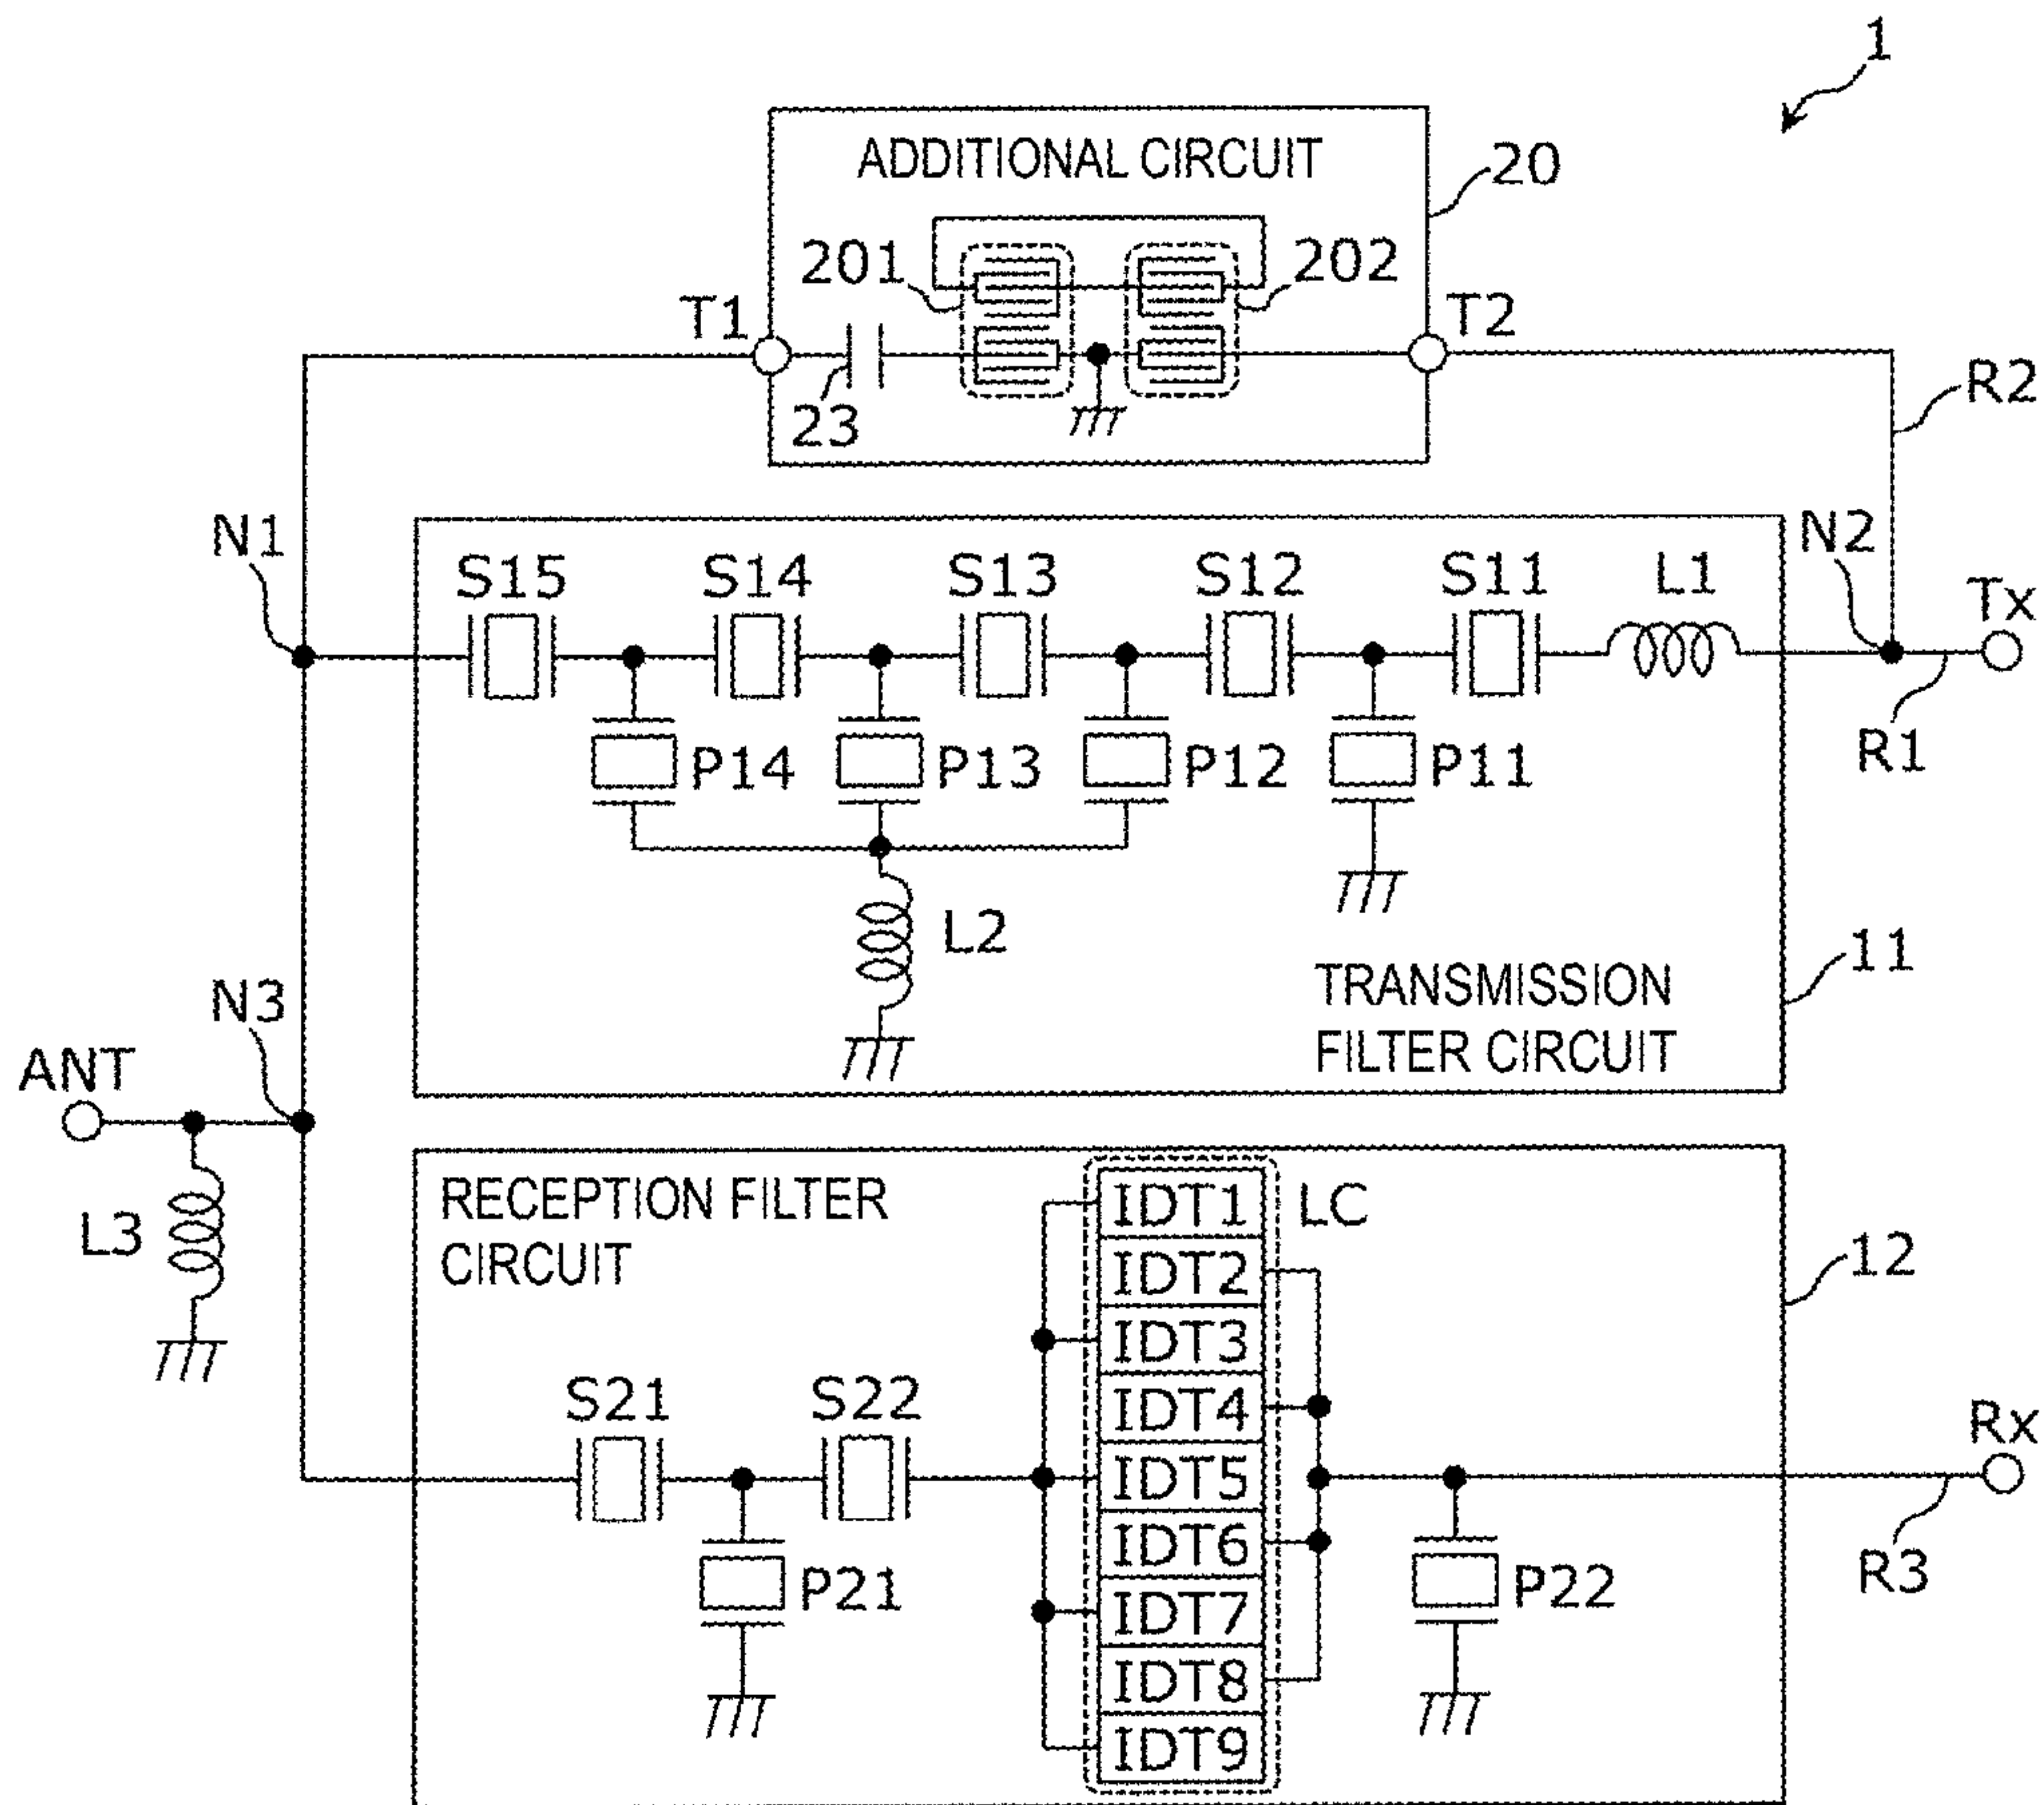 1
ADDITIONAL CIRCUIT
20
201
202
T1
T2
23
R2
N1
N2
S15
S14
S13
S12
S11
L1
Tx
P14
P13
P12
P11
R1
L2
11
TRANSMISSION
FILTER CIRCUIT
N3
ANT
RECEPTION FILTER
CIRCUIT
IDT1
LC
L3
12
IDT2
IDT3
S21
S22
IDT4
Rx
IDT5
IDT6
P21
P22
R3
IDT7
IDT8
IDT9